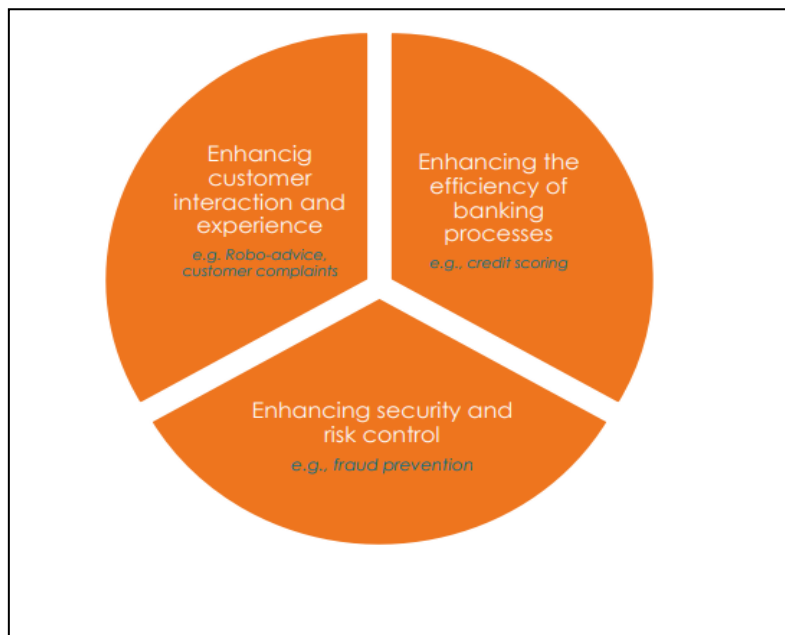 Enhancig
customer
interaction and
experience
e.g. Robo-advice,
customer complaints
Enhancing the
efficiency of
banking
processes
e.g., credit scoring
Enhancing security and
risk control
e.g., fraud prevention